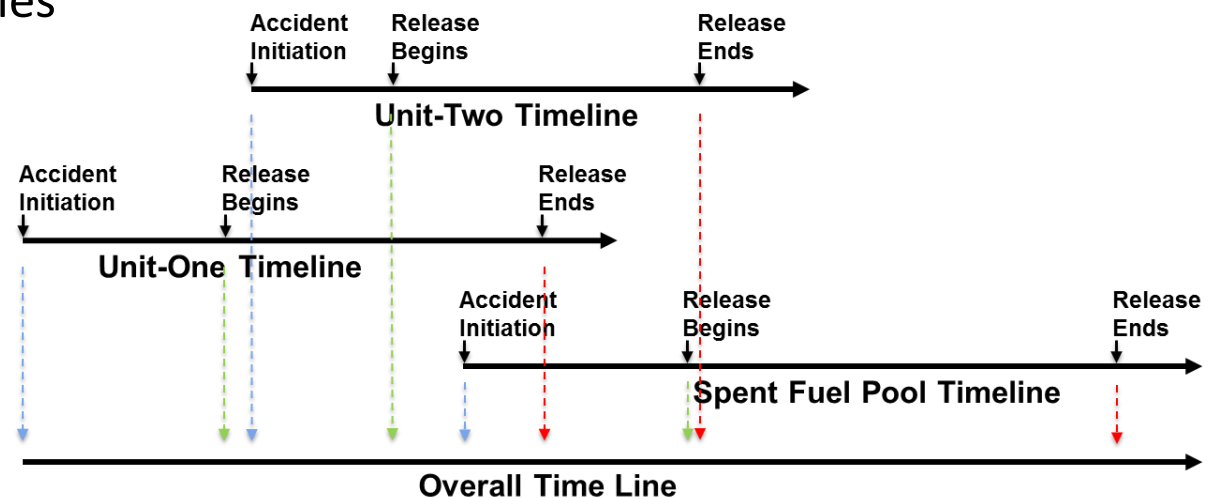 Accident
Initiation
Release
Begins
Release
Ends
Unit-Two Timeline
Accident
Initiation
Release
Begins
Release
Ends
Unit-One Timeline
Accident
Initiation
Release
Begins
Release
Ends
Spent Fuel Pool Timeline
Overall Time Line